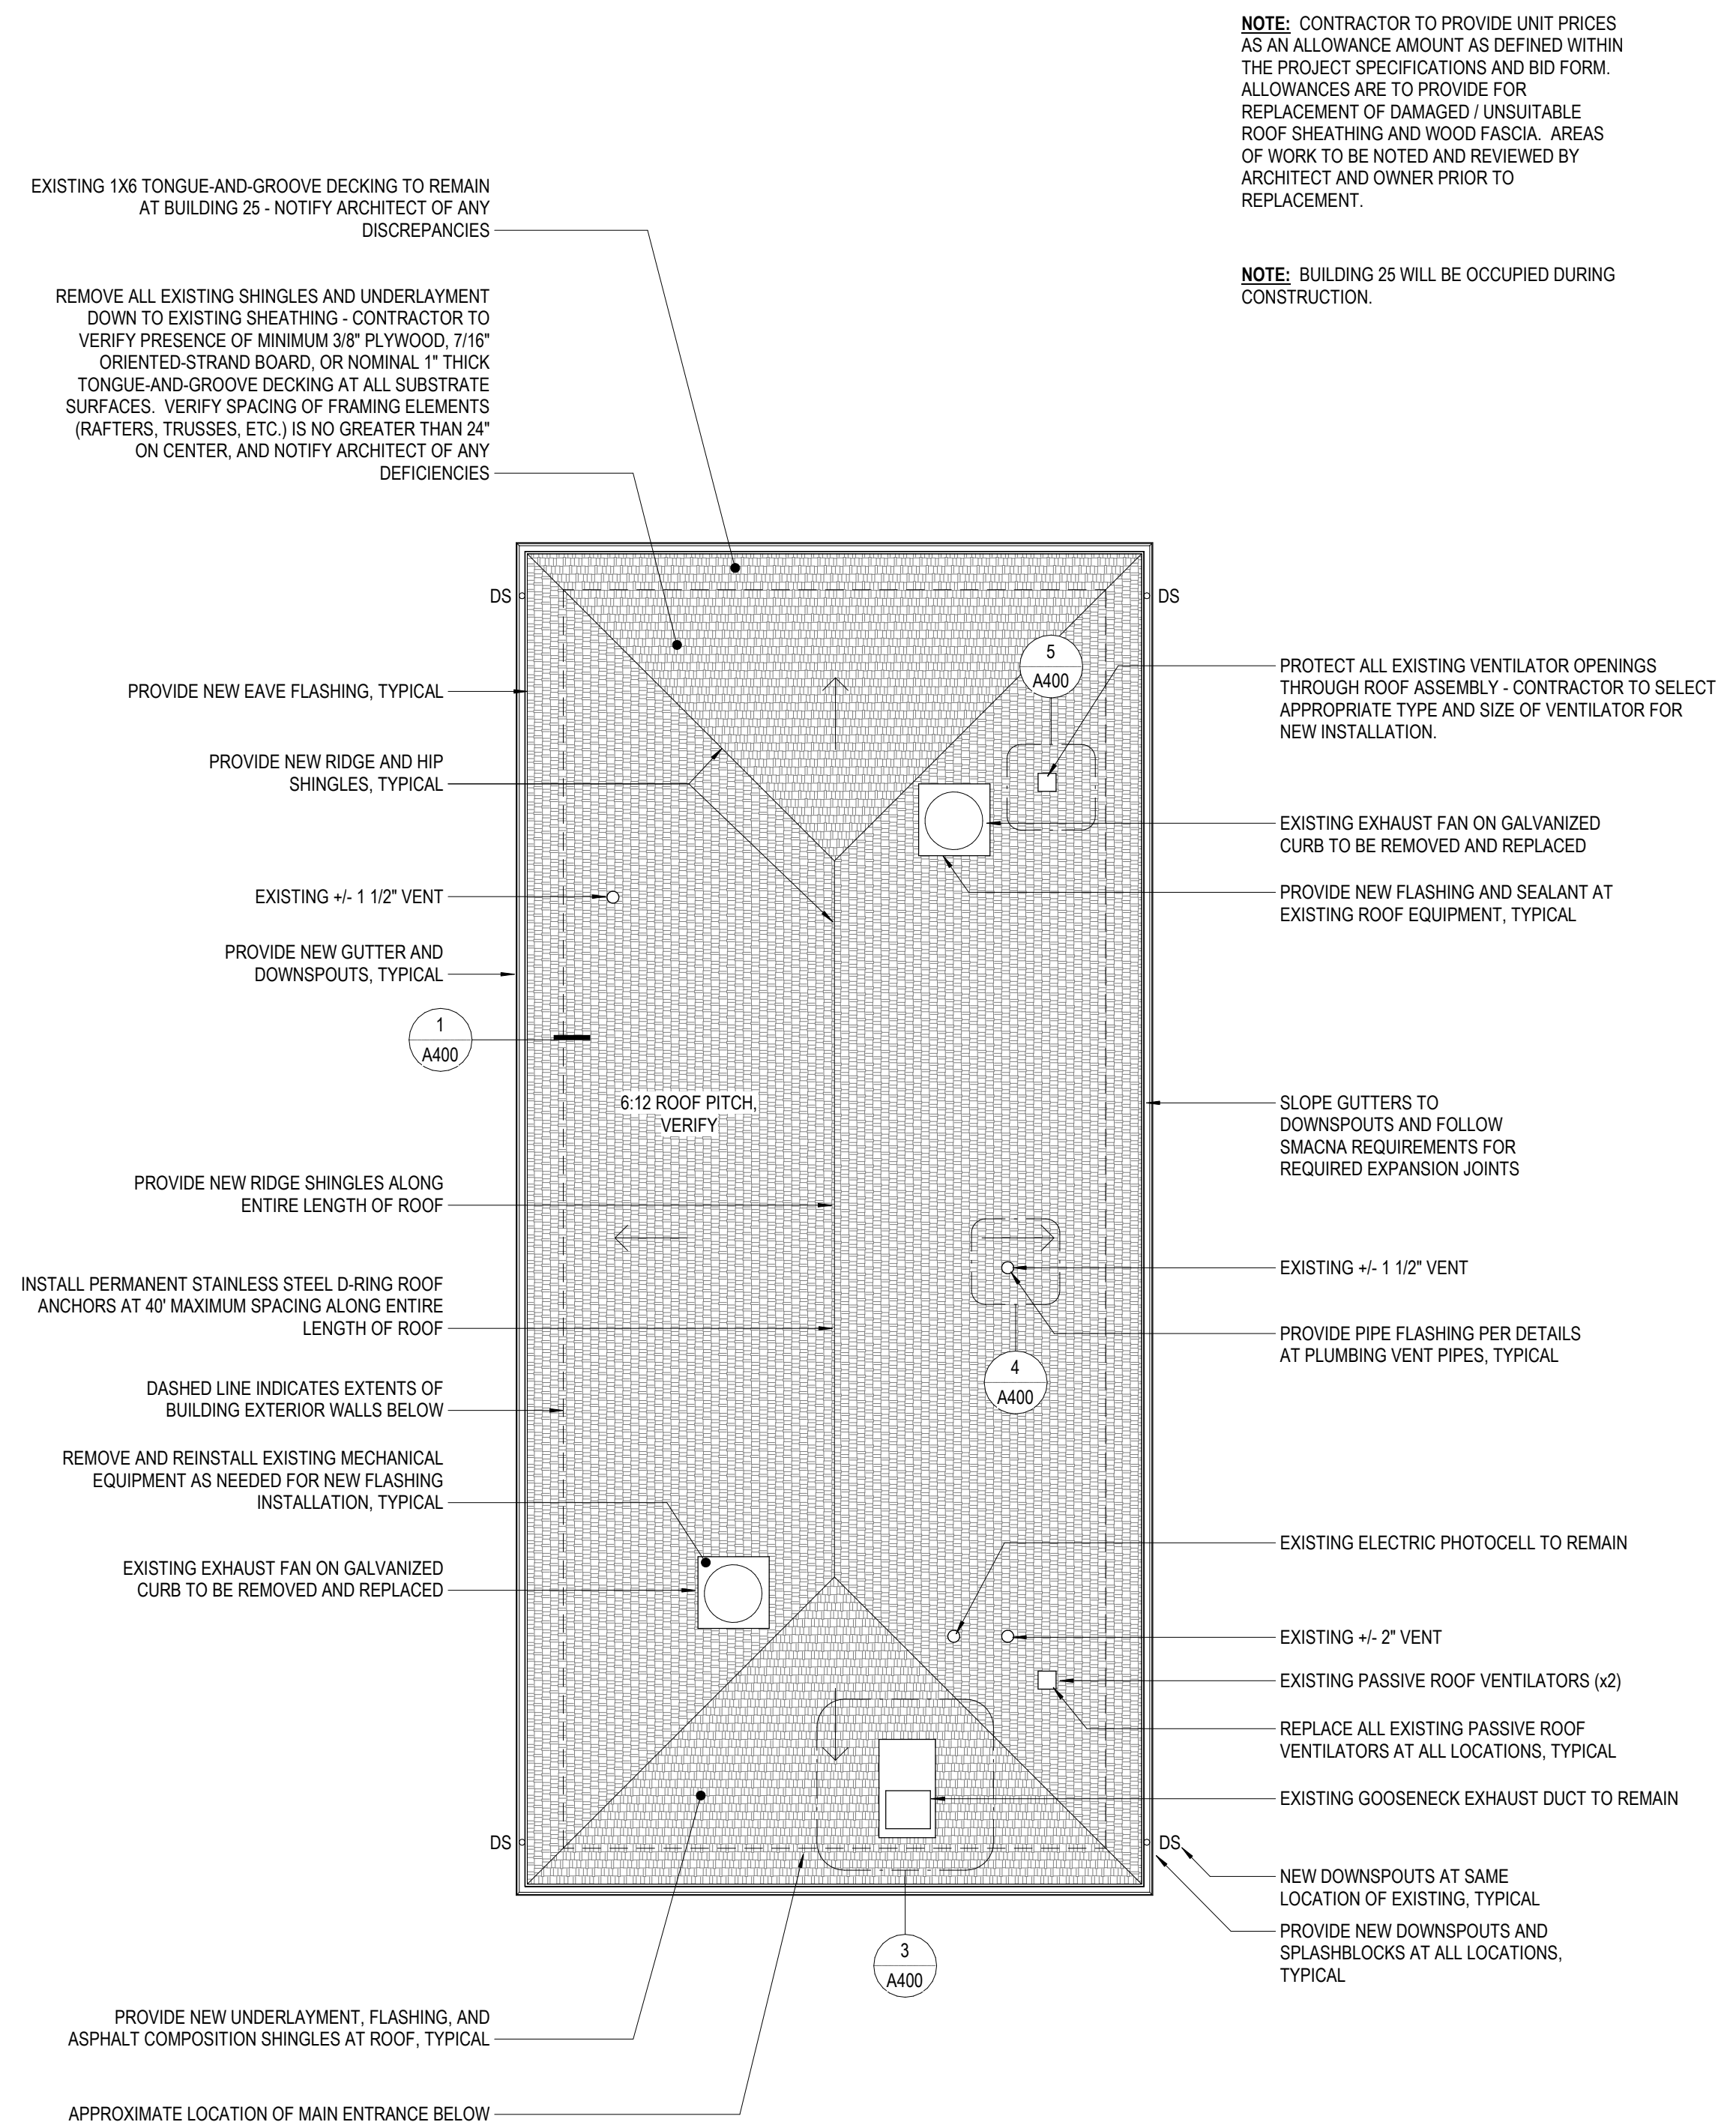 NOTE: CONTRACTOR TO PROVIDE UNIT PRICES
AS AN ALLOWANCE AMOUNT AS DEFINED WITHIN
THE PROJECT SPECIFICATIONS AND BID FORM.
ALLOWANCES ARE TO PROVIDE FOR
REPLACEMENT OF DAMAGED / UNSUITABLE
ROOF SHEATHING AND WOOD FASCIA. AREAS
OF WORK TO BE NOTED AND REVIEWED BY
ARCHITECT AND OWNER PRIOR TO
REPLACEMENT.
NOTE: BUILDING 25 WILL BE OCCUPIED DURING
CONSTRUCTION.
EXISTING 1X6 TONGUE-AND-GROOVE DECKING TO REMAIN
AT BUILDING 25 - NOTIFY ARCHITECT OF ANY
DISCREPANCIES
REMOVE ALL EXISTING SHINGLES AND UNDERLAYMENT
DOWN TO EXISTING SHEATHING - CONTRACTOR TO
VERIFY PRESENCE OF MINIMUM 3/8" PLYWOOD, 7/16"
ORIENTED-STRAND BOARD, OR NOMINAL 1" THICK
TONGUE-AND-GROOVE DECKING AT ALL SUBSTRATE
SURFACES. VERIFY SPACING OF FRAMING ELEMENTS
(RAFTERS, TRUSSES, ETC.) IS NO GREATER THAN 24"
ON CENTER, AND NOTIFY ARCHITECT OF ANY
DEFICIENCIES
DS
DS
PROVIDE NEW EAVE FLASHING, TYPICAL
PROVIDE NEW RIDGE AND HIP
SHINGLES, TYPICAL
EXISTING +/- 1 1/2" VENT
PROVIDE NEW GUTTER AND
DOWNSPOUTS, TYPICAL
1
A400
6:12 ROOF PITCH,
VERIFY
PROVIDE NEW RIDGE SHINGLES ALONG
ENTIRE LENGTH OF ROOF
INSTALL PERMANENT STAINLESS STEEL D-RING ROOF
ANCHORS AT 40' MAXIMUM SPACING ALONG ENTIRE
LENGTH OF ROOF
DASHED LINE INDICATES EXTENTS OF
BUILDING EXTERIOR WALLS BELOW
REMOVE AND REINSTALL EXISTING MECHANICAL
EQUIPMENT AS NEEDED FOR NEW FLASHING
INSTALLATION, TYPICAL
EXISTING EXHAUST FAN ON GALVANIZED
CURB TO BE REMOVED AND REPLACED
5
A400
PROTECT ALL EXISTING VENTILATOR OPENINGS
THROUGH ROOF ASSEMBLY - CONTRACTOR TO SELECT
APPROPRIATE TYPE AND SIZE OF VENTILATOR FOR
NEW INSTALLATION.
EXISTING EXHAUST FAN ON GALVANIZED
CURB TO BE REMOVED AND REPLACED
PROVIDE NEW FLASHING AND SEALANT AT
EXISTING ROOF EQUIPMENT, TYPICAL
SLOPE GUTTERS TO
DOWNSPOUTS AND FOLLOW
SMACNA REQUIREMENTS FOR
REQUIRED EXPANSION JOINTS
EXISTING +/- 1 1/2" VENT
PROVIDE PIPE FLASHING PER DETAILS
AT PLUMBING VENT PIPES, TYPICAL
4
A400
EXISTING ELECTRIC PHOTOCELL TO REMAIN
EXISTING +/- 2" VENT
EXISTING PASSIVE ROOF VENTILATORS (x2)
REPLACE ALL EXISTING PASSIVE ROOF
VENTILATORS AT ALL LOCATIONS, TYPICAL
EXISTING GOOSENECK EXHAUST DUCT TO REMAIN
DS
DS
NEW DOWNSPOUTS AT SAME
LOCATION OF EXISTING, TYPICAL
PROVIDE NEW DOWNSPOUTS AND
SPLASHBLOCKS AT ALL LOCATIONS,
TYPICAL
3
A400
PROVIDE NEW UNDERLAYMENT, FLASHING, AND
ASPHALT COMPOSITION SHINGLES AT ROOF, TYPICAL
APPROXIMATE LOCATION OF MAIN ENTRANCE BELOW